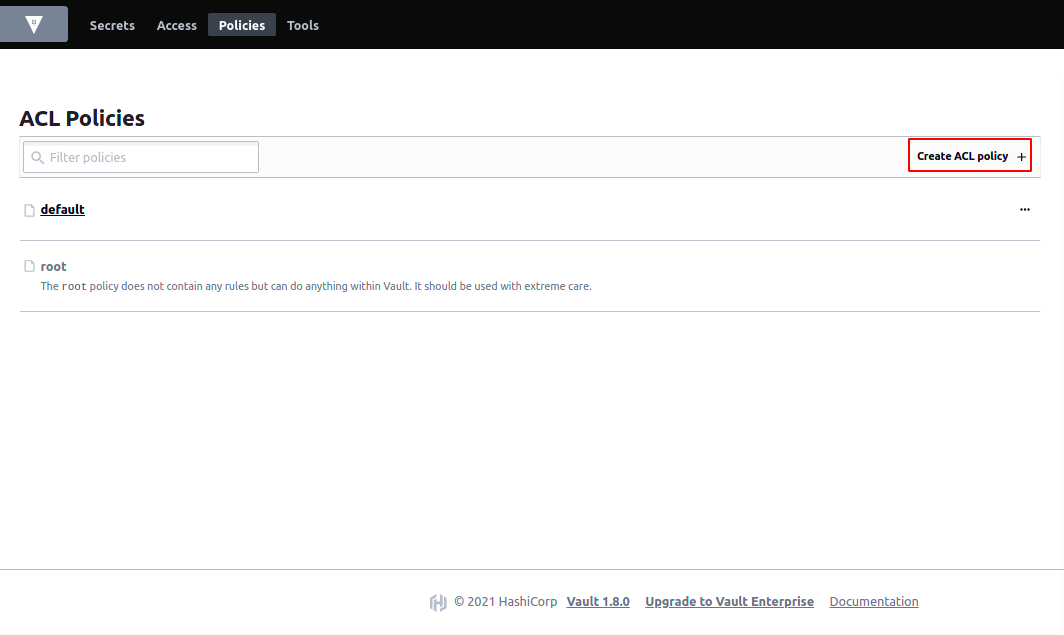 Secrets Access Policies Tools
ACL Policies
Filter policies
Create ACL policy +
default
root
The root policy does not contain any rules but can do anything within Vault. It should be used with extreme care.
© 2021 HashiCorp Vault 1.8.0 Upgrade to Vault Enterprise Documentation